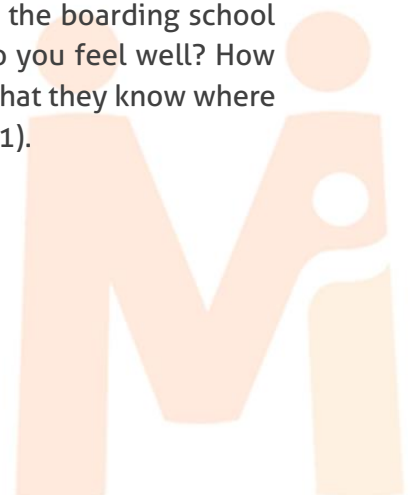 the boarding school
you feel well? How
hat they know where
1).